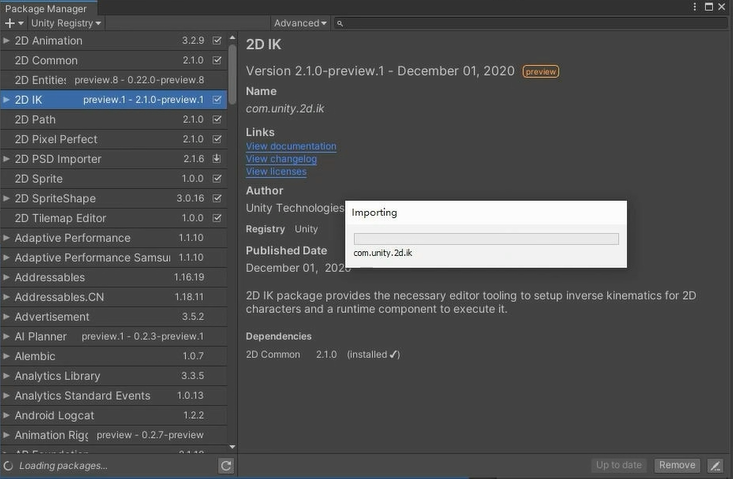 Package Manager
Unity Registry
Advanced
2D Animation 3.2.9
2D Common 2.1.0
2D Entities preview.8 - 0.22.0-preview.8
2D IK preview.1 - 2.1.0-preview.1
2D Path 2.1.0
2D Pixel Perfect 2.1.0
2D PSD Importer 2.1.6
2D Sprite 1.0.0
2D SpriteShape 3.0.16
2D Tilemap Editor 1.0.0
Adaptive Performance 1.1.10
Adaptive Performance Samsu 1.1.10
Addressables 1.16.19
Addressables.CN 1.18.11
Advertisement 3.5.2
AI Planner preview.1 - 0.2.3-preview.1
Alembic 1.0.7
Analytics Library 3.3.5
Analytics Standard Events 1.0.13
Android Logcat 1.2.2
Animation Rigg preview - 0.2.7-preview
Loading packages...
2D IK
Version 2.1.0-preview.1 - December 01, 2020 preview
Name
com.unity.2d.ik
Links
View documentation
View changelog
View licenses
Author
Unity Technologies
Registry Unity
Published Date
December 01, 2020
Importing
com.unity.2d.ik
2D IK package provides the necessary editor tooling to setup inverse kinematics for 2D
characters and a runtime component to execute it.
Dependencies
2D Common 2.1.0 (installed ✓)
Up to date
Remove